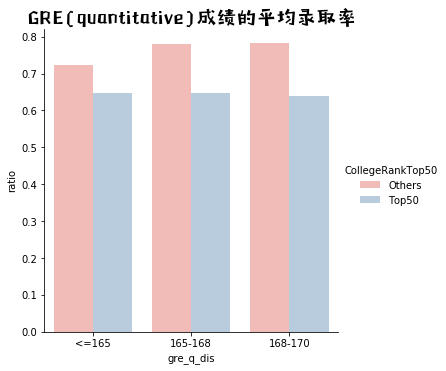 GRE(quantitative)成绩的平均录取率
0.8
0.7
0.6
0.5
0.4
0.3
0.2
0.1
0.0
ratio
<=165
165-168
168-170
gre_q_dis
CollegeRankTop50
Others
Top50